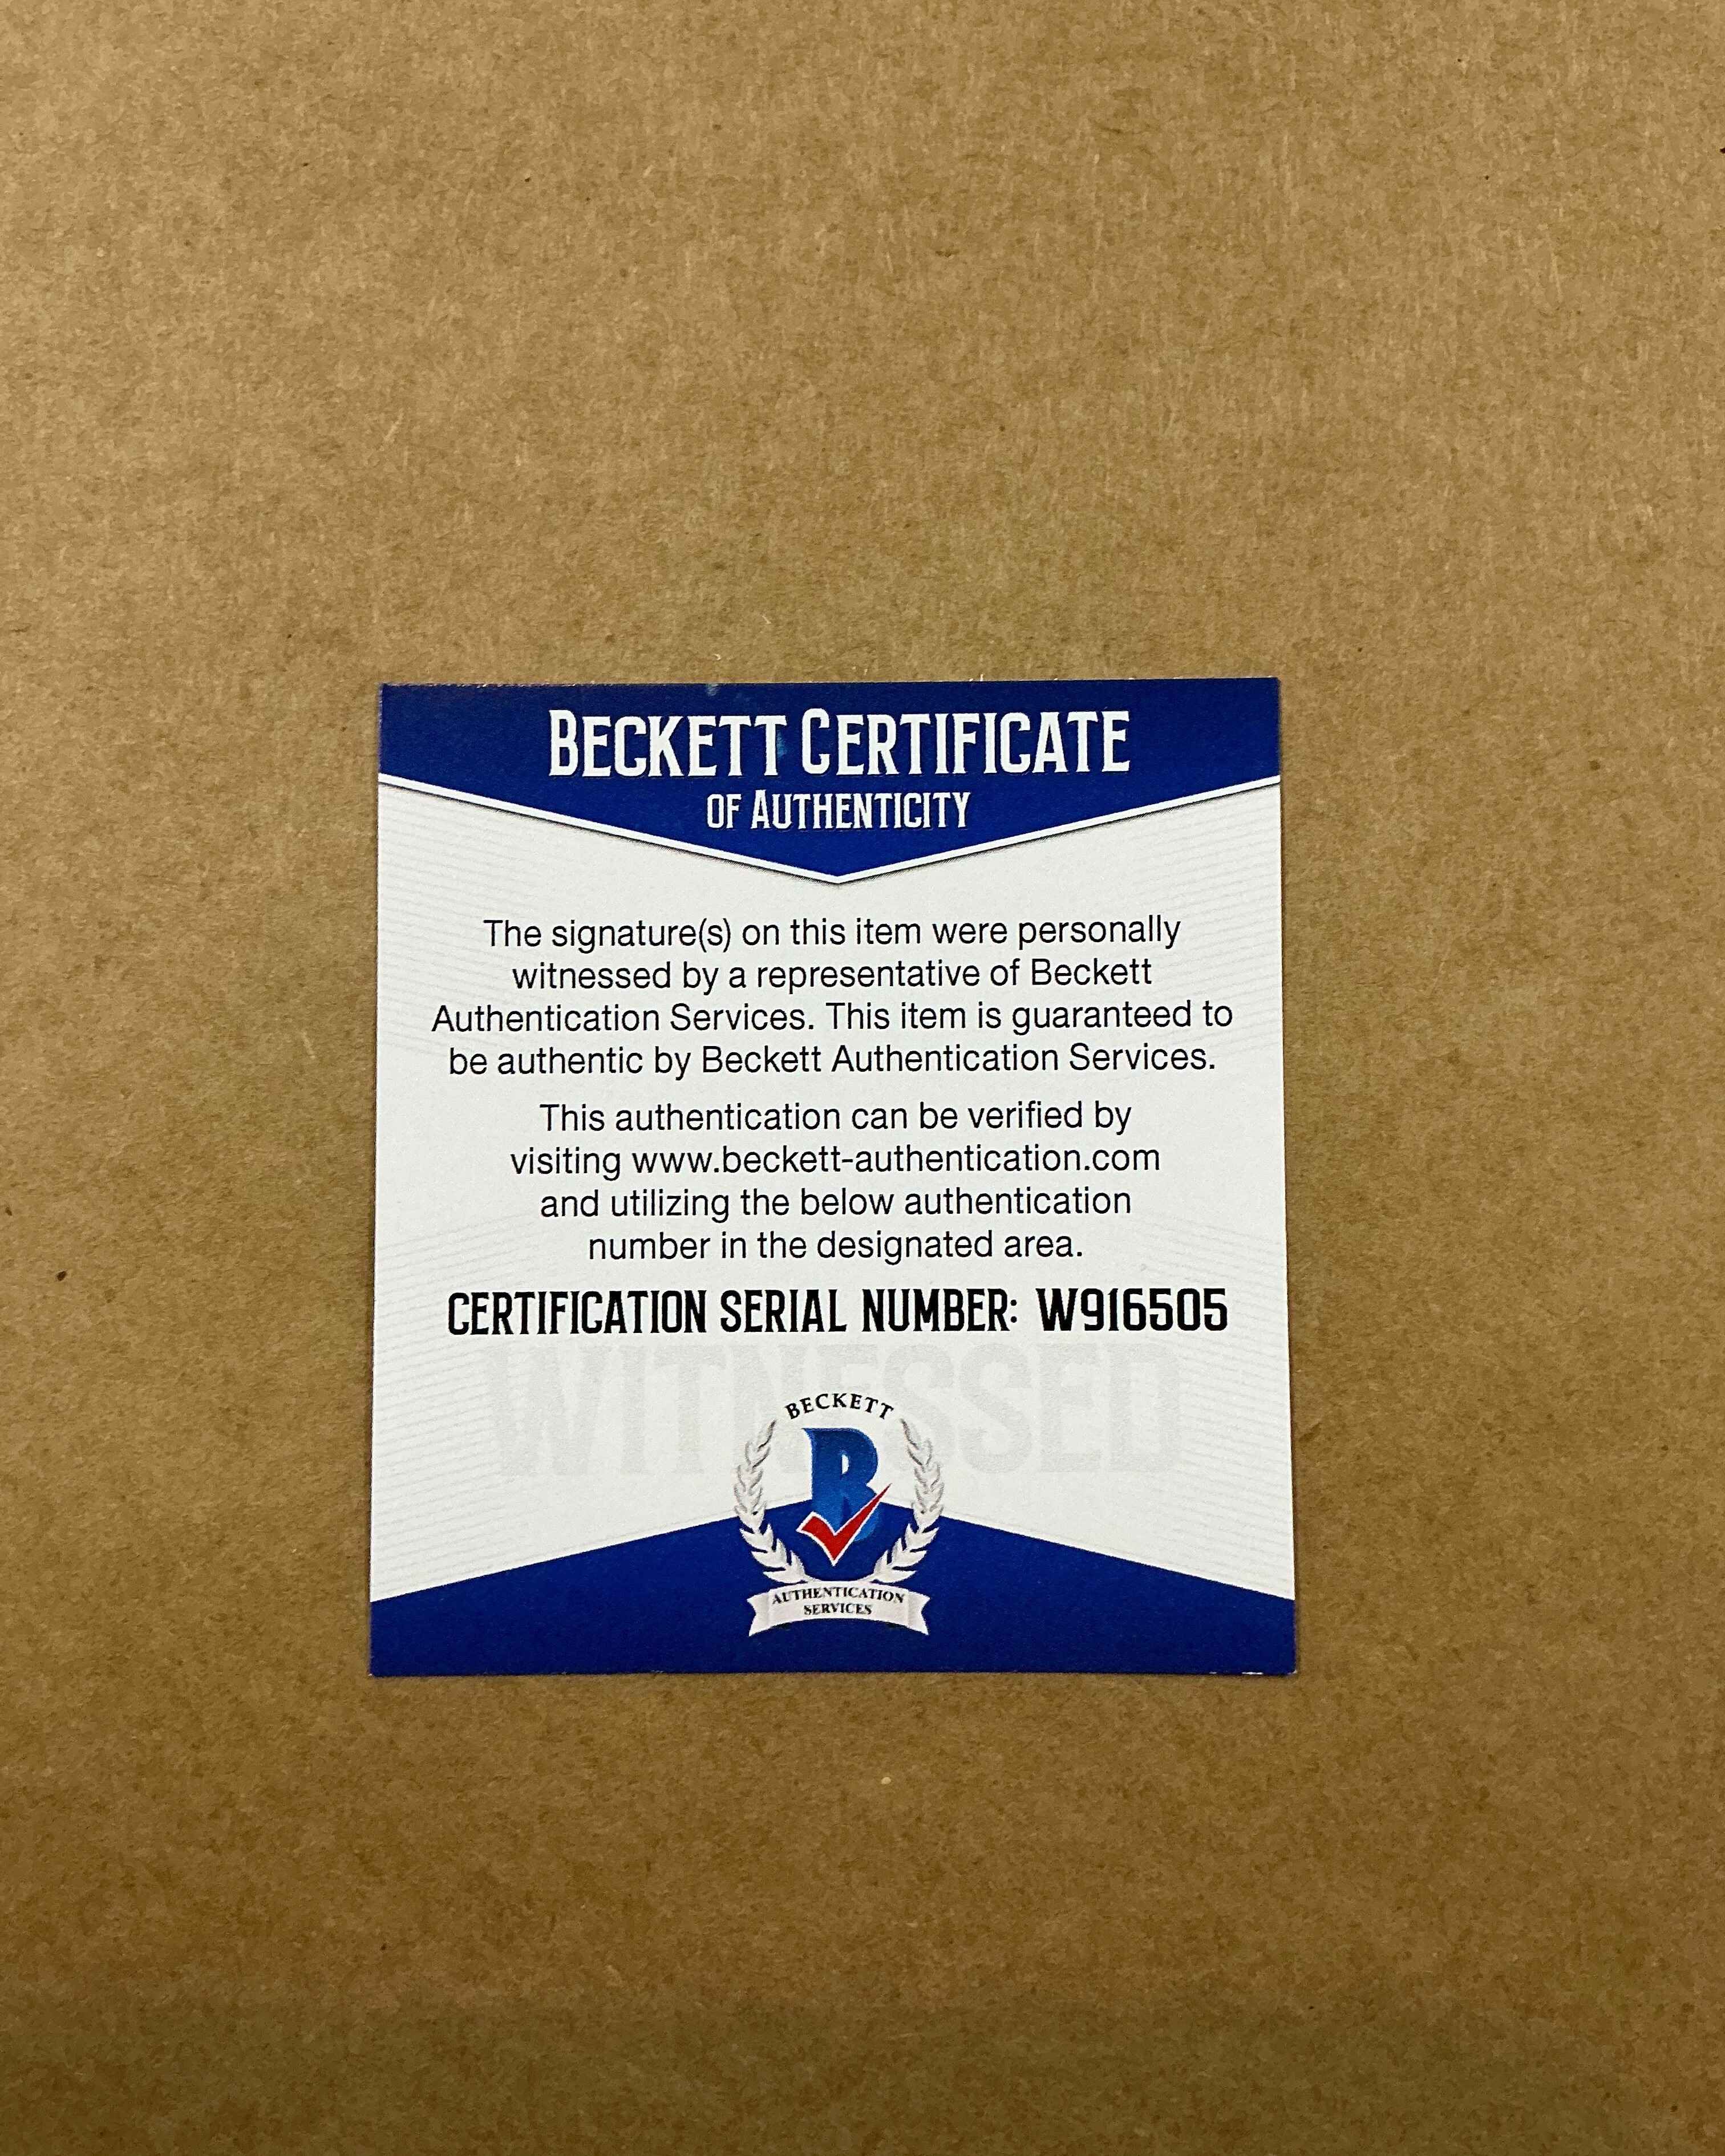 BECKETT CERTIFICATE
OF AUTHENTICITY
The signature(s) on this item were personally
witnessed by a representative of Beckett
Authentication Services. This item is guaranteed to
be authentic by Beckett Authentication Services.
This authentication can be verified by
visiting www.beckett-authentication.com
and utilizing the below authentication
number in the designated area.
CERTIFICATION SERIAL NUMBER: W916505
WITNESSED
BECKETT
B
AUTHENTICATION
SERVICES